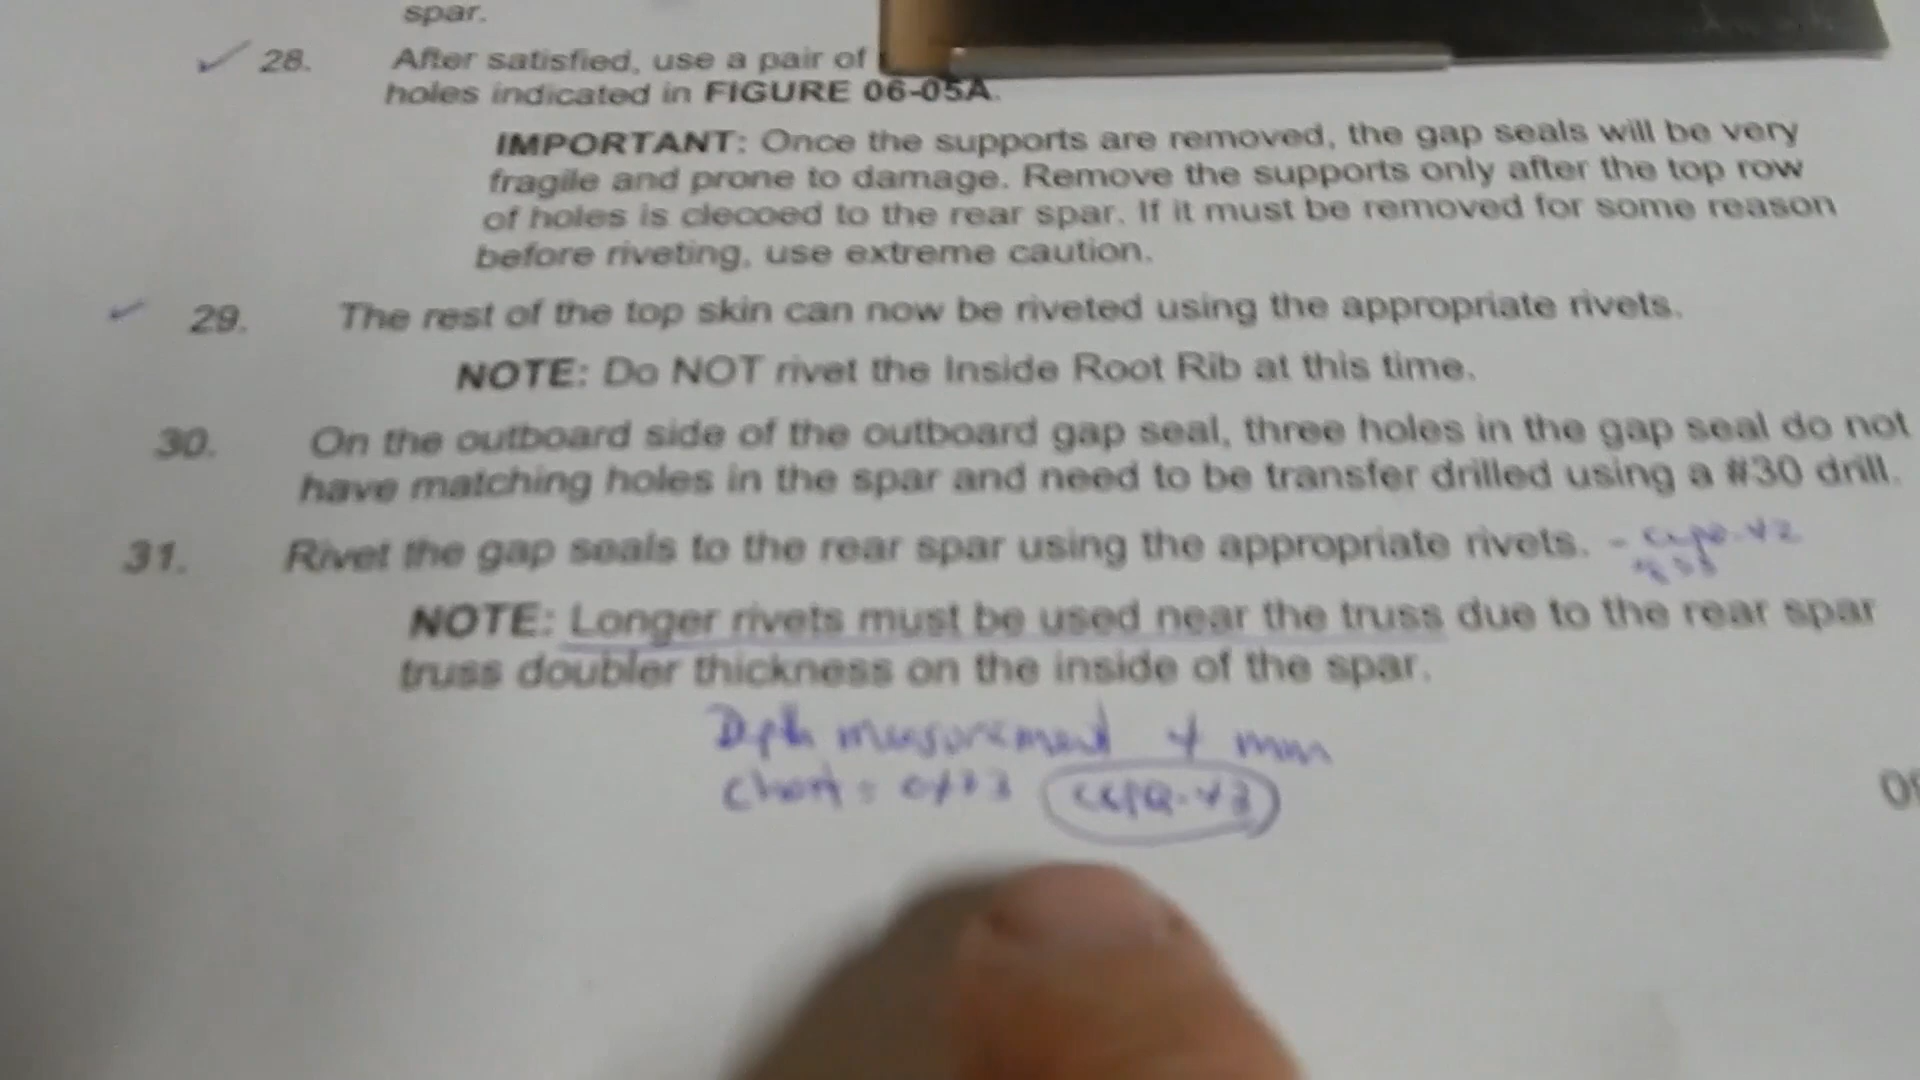 spar.
28. After satisfied, use a pair of
holes indicated in FIGURE 06-05A.
IMPORTANT: Once the supports are removed, the gap seals will be very
fragile and prone to damage. Remove the supports only after the top row
of holes is clecoed to the rear spar. If it must be removed for some reason
before riveting, use extreme caution.
29. The rest of the top skin can now be riveted using the appropriate rivets.
NOTE: Do NOT rivet the Inside Root Rib at this time.
30. On the outboard side of the outboard gap seal, three holes in the gap seal do not
have matching holes in the spar and need to be transfer drilled using a #30 drill.
31. Rivet the gap seals to the rear spar using the appropriate rivets.
NOTE: Longer rivets must be used near the truss due to the rear spar
truss doubler thickness on the inside of the spar.
Depth measurement 4 mm
Chart =